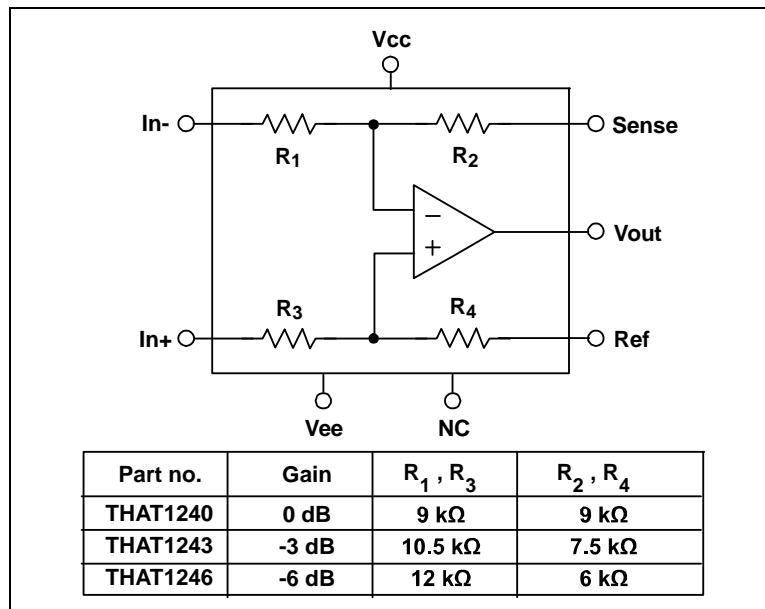 Vcc
In-
Sense
R1
R2
−
Vout
+
R3
R4
In+
Ref
Vee
NC
Part no. Gain R1 , R3 R2 , R4
THAT1240 0 dB 9 kΩ 9 kΩ
THAT1243 -3 dB 10.5 kΩ 7.5 kΩ
THAT1246 -6 dB 12 kΩ 6 kΩ